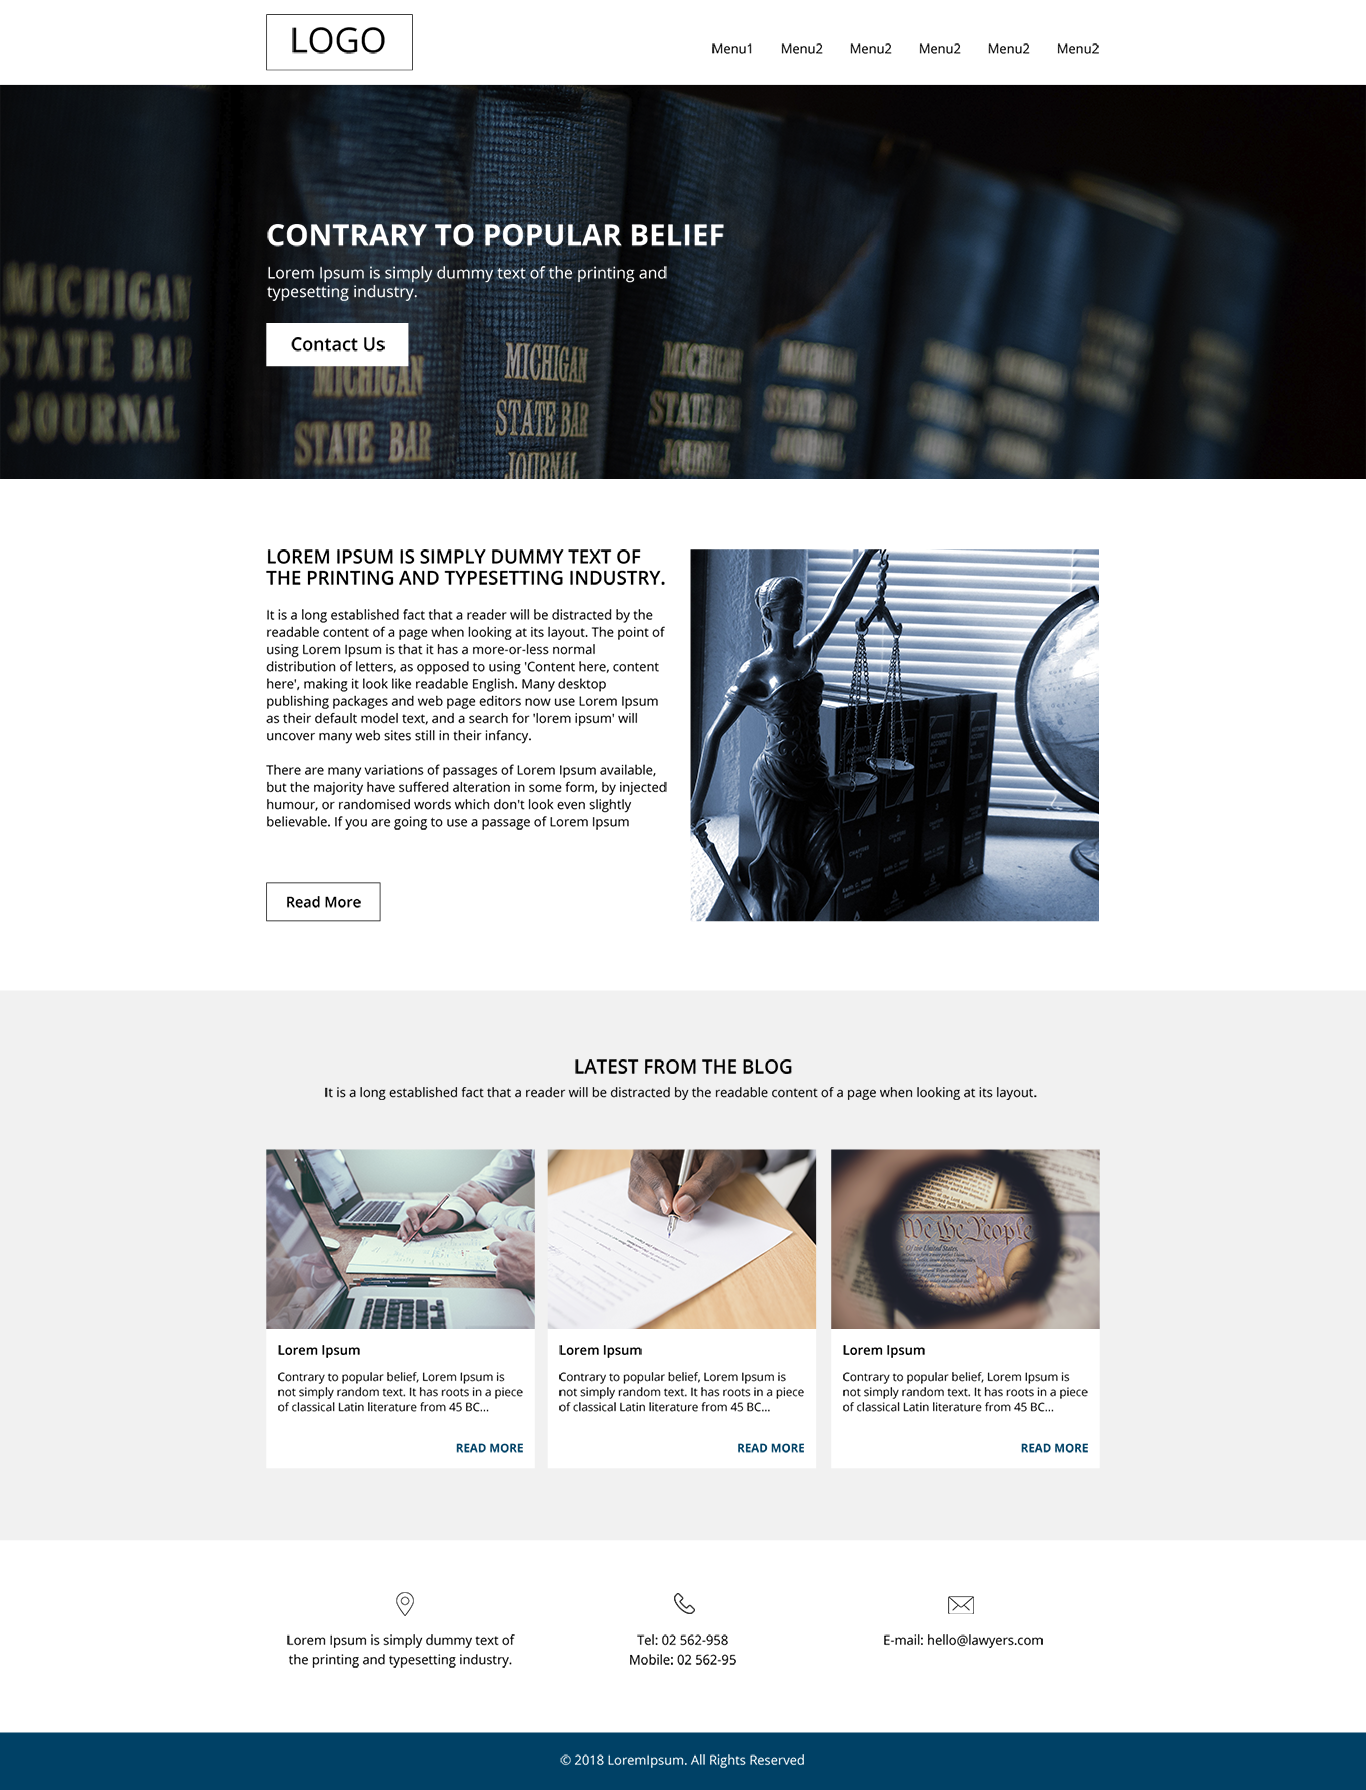 LOGO
Menu1 Menu2 Menu2 Menu2 Menu2 Menu2
CONTRARY TO POPULAR BELIEF
Lorem Ipsum is simply dummy text of the printing and
typesetting industry.
Contact Us
MICHIGAN
STATE BAR
JOURNAL
MICHIGAN
STATE BAR
MICHIGAN
STATE BAR
JOURNAL
MICHIGAN
STATE BAR
JOURNAL
LOREM IPSUM IS SIMPLY DUMMY TEXT OF
THE PRINTING AND TYPESETTING INDUSTRY.
It is a long established fact that a reader will be distracted by the
readable content of a page when looking at its layout. The point of
using Lorem Ipsum is that it has a more-or-less normal
distribution of letters, as opposed to using 'Content here, content
here', making it look like readable English. Many desktop
publishing packages and web page editors now use Lorem Ipsum
as their default model text, and a search for 'lorem ipsum' will
uncover many web sites still in their infancy.
There are many variations of passages of Lorem Ipsum available,
but the majority have suffered alteration in some form, by injected
humour, or randomised words which don't look even slightly
believable. If you are going to use a passage of Lorem Ipsum
Read More
LATEST FROM THE BLOG
It is a long established fact that a reader will be distracted by the readable content of a page when looking at its layout.
We the People
Of the United States,
Lorem Ipsum
Contrary to popular belief, Lorem Ipsum is
not simply random text. It has roots in a piece
of classical Latin literature from 45 BC...
READ MORE
Lorem Ipsum
Contrary to popular belief, Lorem Ipsum is
not simply random text. It has roots in a piece
of classical Latin literature from 45 BC...
READ MORE
Lorem Ipsum
Contrary to popular belief, Lorem Ipsum is
not simply random text. It has roots in a piece
of classical Latin literature from 45 BC...
READ MORE
Lorem Ipsum is simply dummy text of
the printing and typesetting industry.
Tel: 02 562-958
Mobile: 02 562-95
E-mail: hello@lawyers.com
© 2018 LoremIpsum. All Rights Reserved